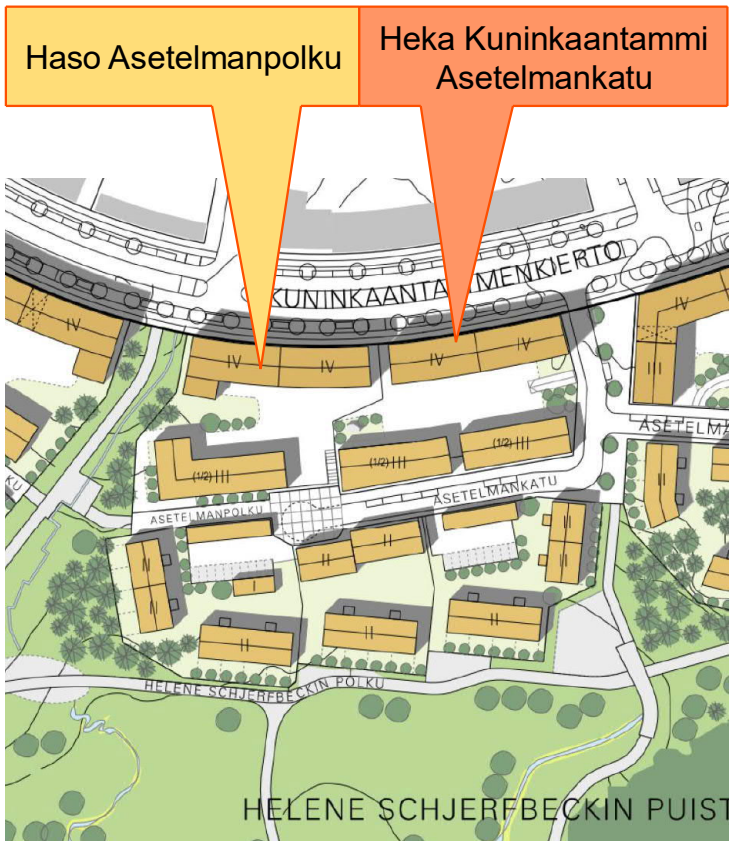 Haso Asetelmanpolku
Heka Kuninkaantammi
Asetelmankatu
KUNINKAANTAMMENKIERTO
IV
IV
IV
IV
IV
IV
III
ASETELMA
(1/2) III
(1/2) III
(1/2) III
II
KU
ASETELMANPOLKU
ASETELMANKATU
II
II
II
II
II
II
I
II
II
II
HELENE SCHJERFBECKIN POLKU
HELENE SCHJERFBECKIN PUIST